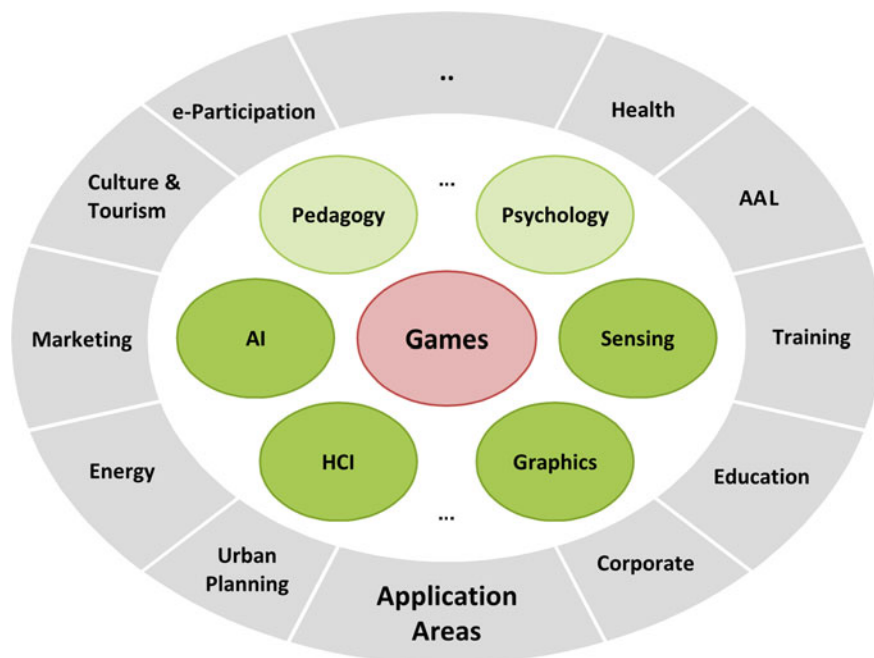 ..
e-Participation
Health
Culture &
Tourism
...
Pedagogy
Psychology
AAL
Marketing
AI
Games
Sensing
Training
Energy
HCI
Graphics
Education
...
Urban
Planning
Corporate
Application
Areas